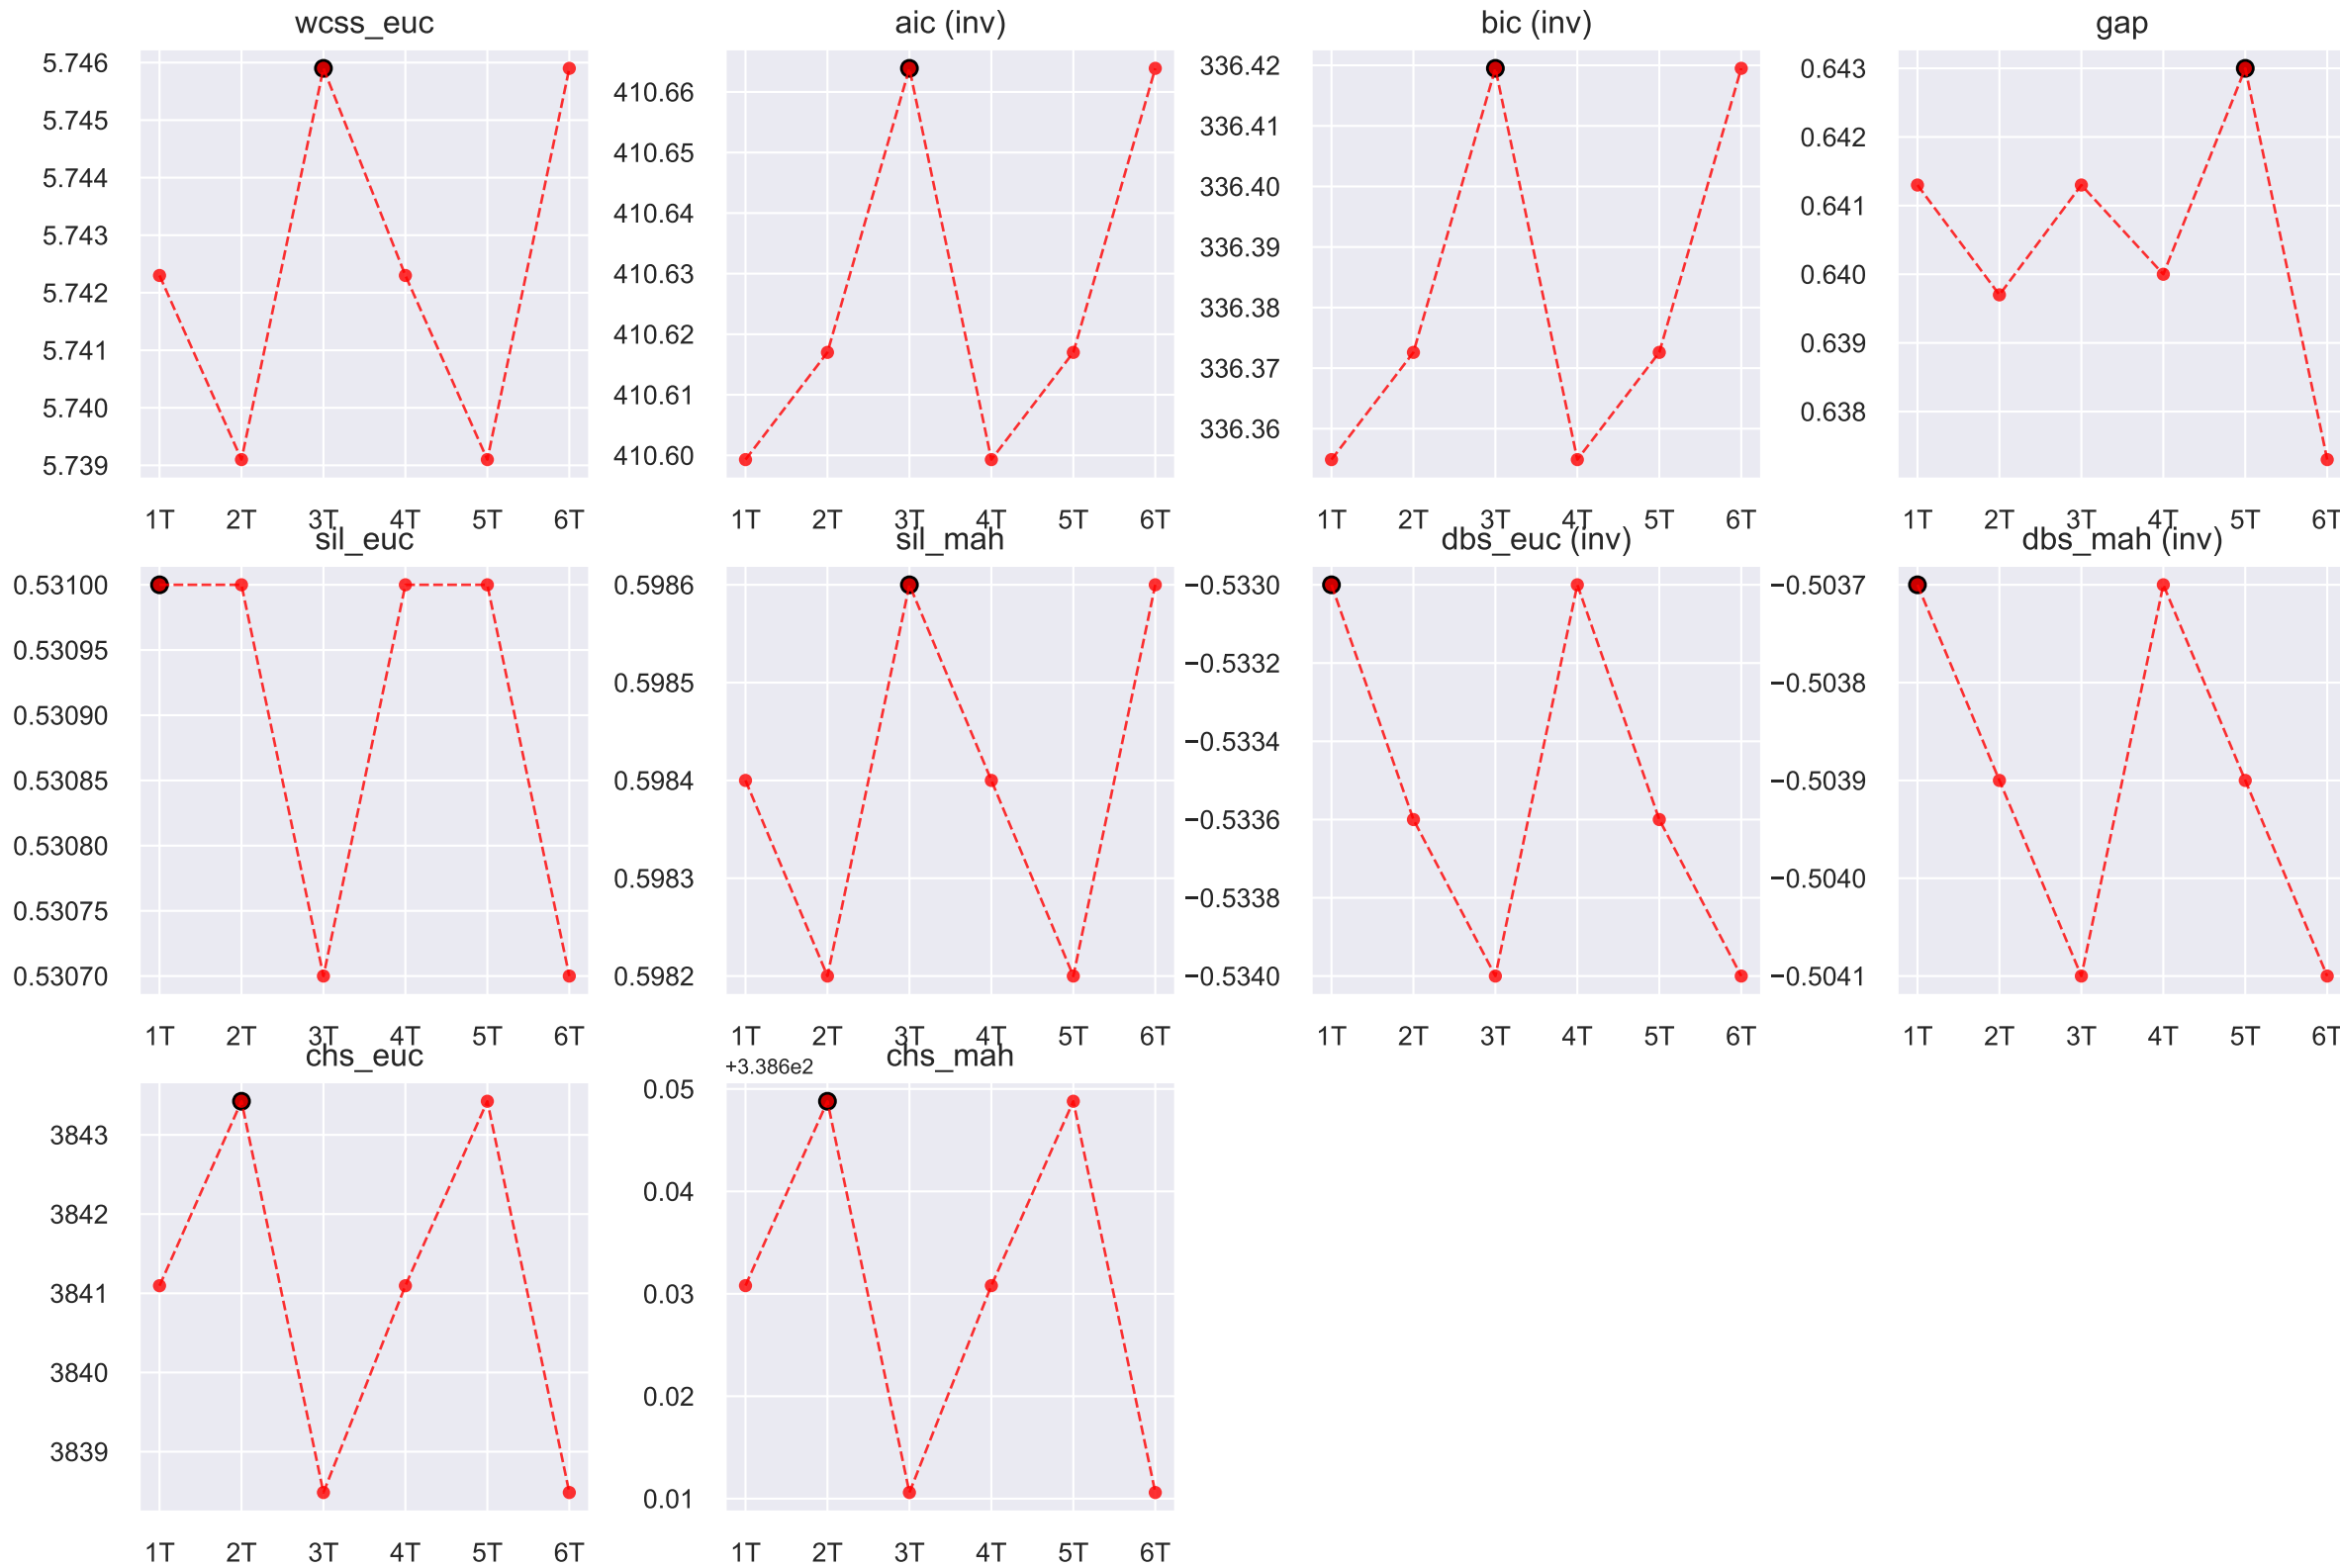 wcss_euc
5.746
5.745
5.744
5.743
5.742
5.741
5.740
5.739
1T 2T 3T 4T 5T 6T
aic (inv)
410.66
410.65
410.64
410.63
410.62
410.61
410.60
1T 2T 3T 4T 5T 6T
bic (inv)
336.42
336.41
336.40
336.39
336.38
336.37
336.36
1T 2T 3T 4T 5T 6T
gap
0.643
0.642
0.641
0.640
0.639
0.638
1T 2T 3T 4T 5T 6T
sil_euc
0.53100
0.53095
0.53090
0.53085
0.53080
0.53075
0.53070
1T 2T 3T 4T 5T 6T
sil_mah
0.5986
0.5985
0.5984
0.5983
0.5982
1T 2T 3T 4T 5T 6T
dbs_euc (inv)
−0.5330
−0.5332
−0.5334
−0.5336
−0.5338
−0.5340
1T 2T 3T 4T 5T 6T
dbs_mah (inv)
−0.5037
−0.5038
−0.5039
−0.5040
−0.5041
1T 2T 3T 4T 5T 6T
chs_euc
3843
3842
3841
3840
3839
1T 2T 3T 4T 5T 6T
chs_mah
+3.386e2
0.05
0.04
0.03
0.02
0.01
1T 2T 3T 4T 5T 6T